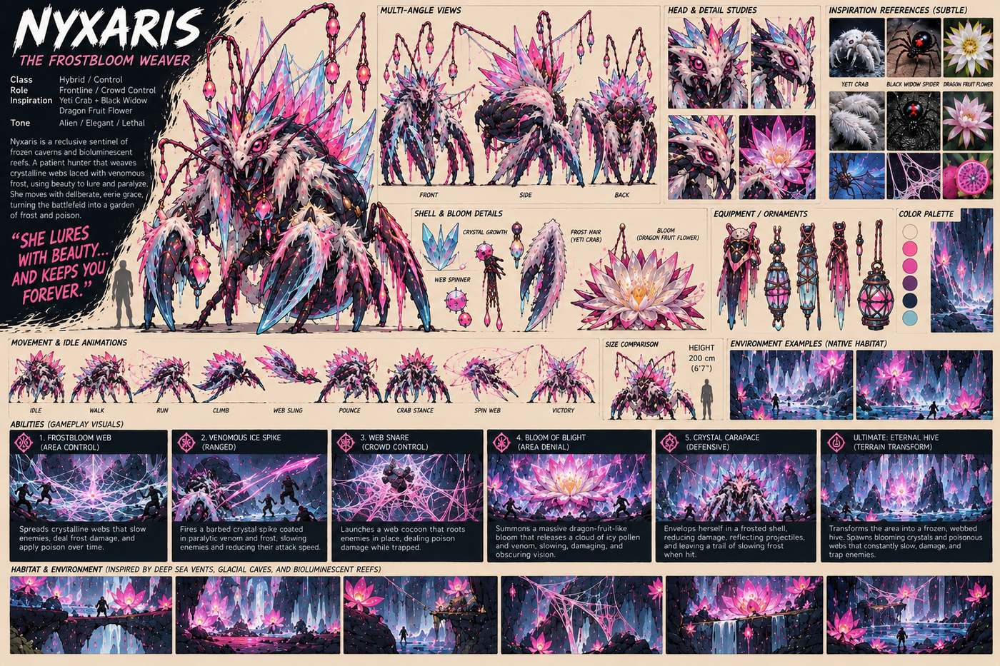 NYXARIS
THE FROSTBLOOM WEAVER
Class Hybrid / Control
Role Frontline / Crowd Control
Inspiration Yeti Crab + Black Widow
Dragon Fruit Flower
Tone Alien / Elegant / Lethal
Nyxaris is a reclusive sentinel of
frozen caverns and bioluminescent
reefs. A patient hunter that weaves
crystalline webs laced with venomous
frost, using beauty to lure and paralyze.
She moves with deliberate, eerie grace,
turning the battlefeid into a garden
of frost and poison.
"SHE LURES
WITH BEAUTY...
AND KEEPS YOU
FOREVER."
MULTI-ANGLE VIEWS
FRONT
SIDE
BACK
HEAD & DETAIL STUDIES
INSPIRATION REFERENCES (SUBTLE)
YETI CRAB
BLACK WIDOW SPIDER
DRAGON FRUIT FLOWER
SHELL & BLOOM DETAILS
CRYSTAL GROWTH
WEB SPINNER
FROST HAIR
(YETI CRAB)
BLOOM
(DRAGON FRUIT FLOWER)
EQUIPMENT / ORNAMENTS
COLOR PALETTE
MOVEMENT & IDLE ANIMATIONS
IDLE
WALK
RUN
CLIMB
WEB SLING
POUNCE
CRAB STANCE
SPIN WEB
VICTORY
SIZE COMPARISON
HEIGHT
200 cm
(6'7")
ENVIRONMENT EXAMPLES (NATIVE HABITAT)
ABILITIES (GAMEPLAY VISUALS)
1. FROSTBLOOM WEB
(AREA CONTROL)
Spreads crystalline webs that slow
enemies, deal frost damage, and
apply poison over time.
2. VENOMOUS ICE SPIKE
(RANGED)
Fires a barbed crystal spike coated
in paralytic venom and frost, slowing
enemies and reducing their attack speed.
3. WEB SNARE
(CROWD CONTROL)
Launches a web cocoon that roots
enemies in place, dealing poison
damage while trapped.
4. BLOOM OF BLIGHT
(AREA DENIAL)
Summons a massive dragon-fruit-like
bloom that releases a cloud of icy pollen
and venom, slowing, damaging, and
obscuring vision.
5. CRYSTAL CARAPACE
(DEFENSIVE)
Envelops herself in a frosted shell,
reducing damage, reflecting projectiles,
and leaving a trail of slowing frost
when hit.
ULTIMATE: ETERNAL HIVE
(TERRAIN TRANSFORM)
Transforms the area into a frozen, webbed
hive. Spawns blooming crystals and poisonous
webs that constantly slow, damage, and
trap enemies.
HABITAT & ENVIRONMENT (INSPIRED BY DEEP SEA VENTS, GLACIAL CAVES, AND BIOLUMINESCENT REEFS)